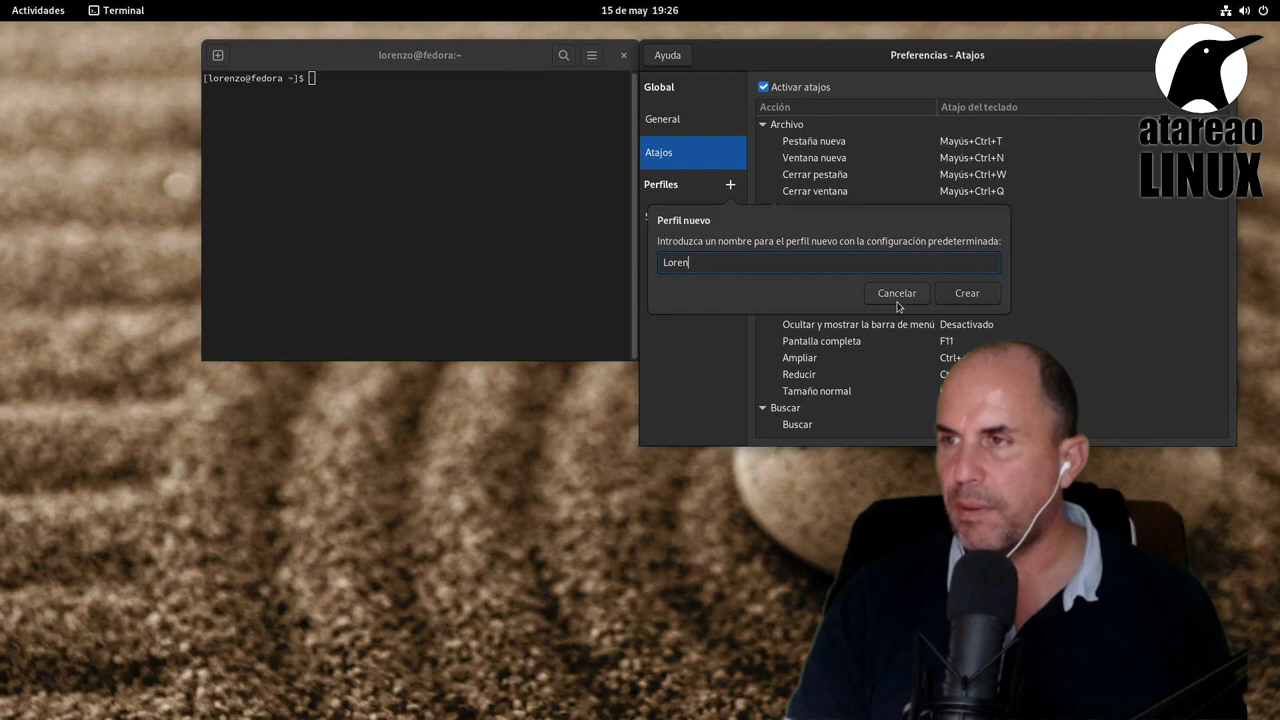 Actividades
Terminal
15 de may 19:26
lorenzo@fedora:~
[lorenzo@fedora ~]$
Ayuda
Preferencias - Atajos
Global
General
Atajos
Perfiles
Activar atajos
Acción Atajo del teclado
Archivo
Pestaña nueva Mayús+Ctrl+T
Ventana nueva Mayús+Ctrl+N
Cerrar pestaña Mayús+Ctrl+W
Cerrar ventana Mayús+Ctrl+Q
Perfil nuevo
Introduzca un nombre para el perfil nuevo con la configuración predeterminada:
Loren
Cancelar Crear
Ocultar y mostrar la barra de menú Desactivado
Pantalla completa F11
Ampliar Ctrl+
Reducir
Tamaño normal
Buscar
Buscar
atareao
LINUX